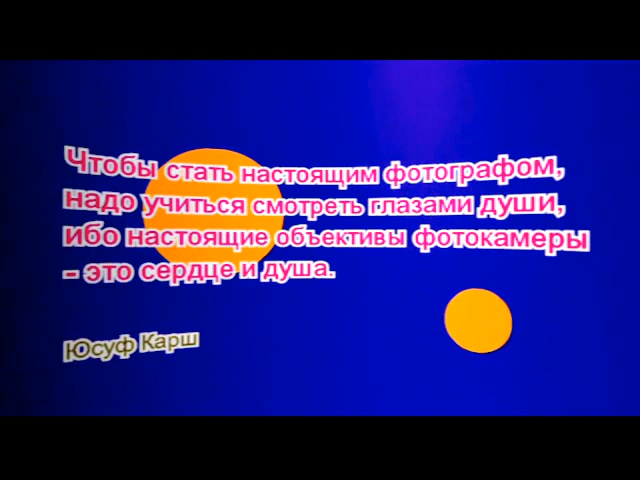 Чтобы стать настоящим фотографом,
надо учиться смотреть глазами души,
ибо настоящие объективы фотокамеры
- это сердце и душа.
Юсуф Карш